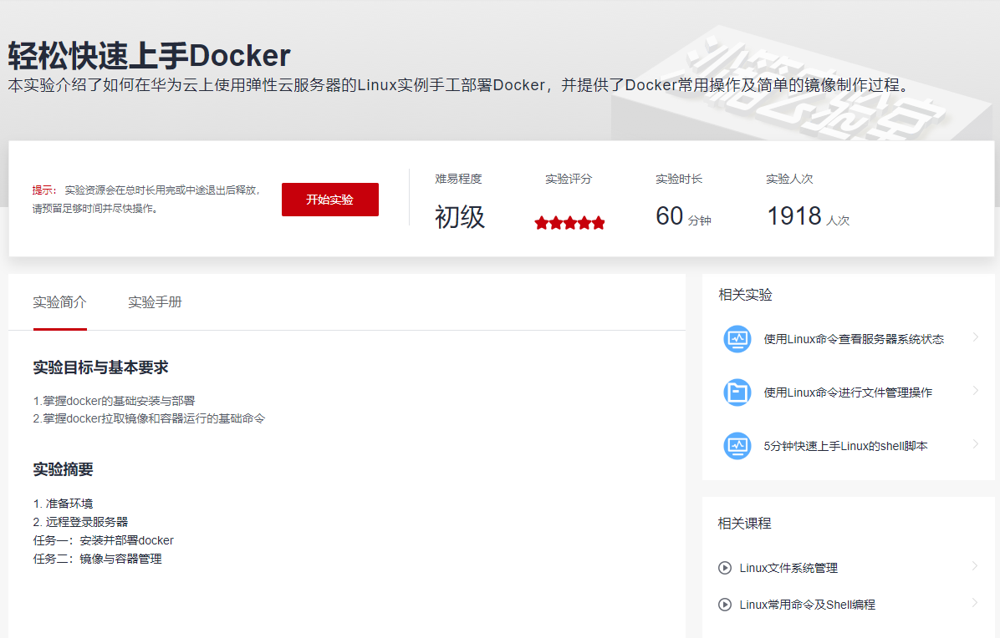 轻松快速上手Docker
本实验介绍了如何在华为云上使用弹性云服务器的Linux实例手工部署Docker，并提供了Docker常用操作及简单的镜像制作过程。
沙箱实验室
提示： 实验资源会在总时长用完或中途退出后释放，
请预留足够时间并尽快操作。
开始实验
难易程度
初级
实验评分
实验时长
60 分钟
实验人次
1918 人次
实验简介 实验手册
实验目标与基本要求
1.掌握docker的基础安装与部署
2.掌握docker拉取镜像和容器运行的基础命令
实验摘要
1. 准备环境
2. 远程登录服务器
任务一：安装并部署docker
任务二：镜像与容器管理
相关实验
使用Linux命令查看服务器系统状态
使用Linux命令进行文件管理操作
5分钟快速上手Linux的shell脚本
相关课程
Linux文件系统管理
Linux常用命令及Shell编程